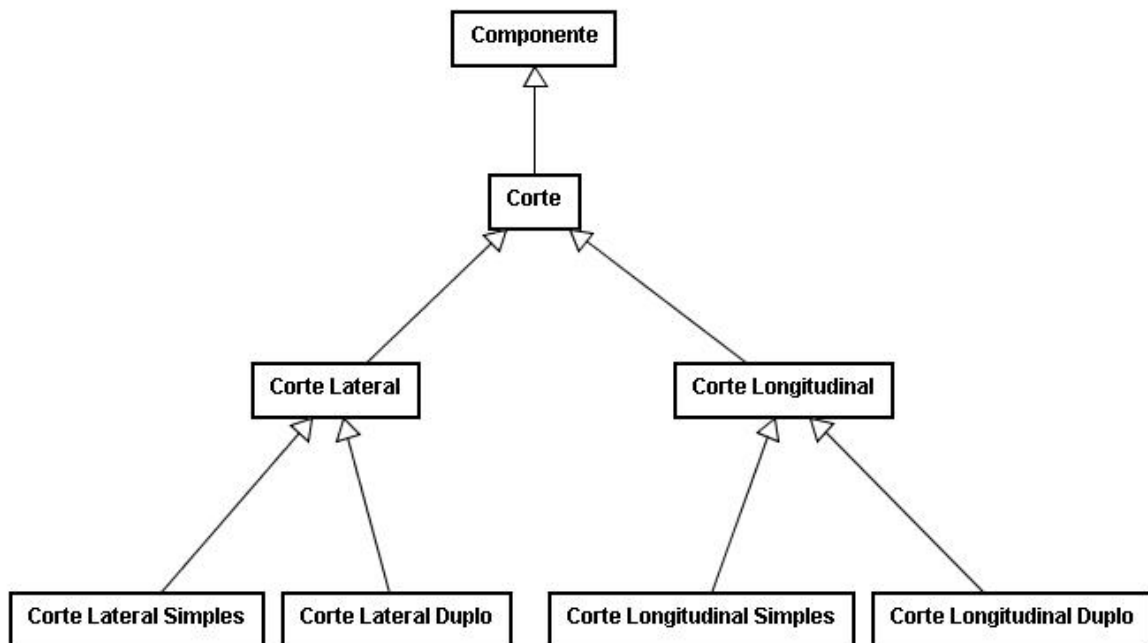 Componente
Corte
Corte Lateral
Corte Longitudinal
Corte Lateral Simples
Corte Lateral Duplo
Corte Longitudinal Simples
Corte Longitudinal Duplo